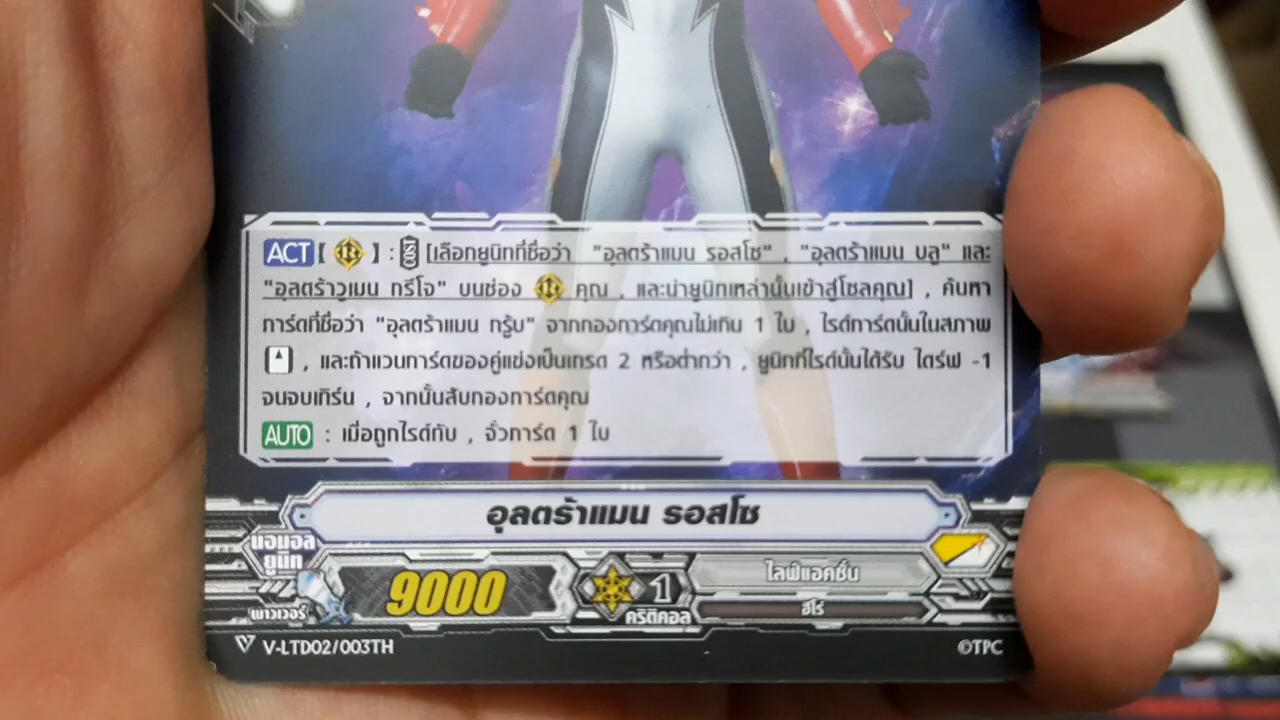 ACT【 R 】 : COST [เลือกยูนิทที่ชื่อว่า "อุลตร้าแมน รอสโซ" , "อุลตร้าแมน บลู" และ
"อุลตร้าวูแมน กรีโจ" บนช่อง R คุณ , และนำยูนิทเหล่านั้นเข้าสู่โซลคุณ] , ค้นหา
การ์ดที่ชื่อว่า "อุลตร้าแมน กรุ้บ" จากกองการ์ดคุณไม่เกิน 1 ใบ , ไรด์การ์ดนั้นในสภาพ
, และถ้าแวนการ์ดของคู่แข่งเป็นเกรด 2 หรือต่ำกว่า , ยูนิทที่ไรด์นั้นได้รับ ไดร์ฟ -1
จนจบเทิร์น , จากนั้นสับกองการ์ดคุณ
AUTO : เมื่อถูกไรด์ทับ , จั่วการ์ด 1 ใบ
อุลตร้าแมน รอสโซ
นอมอล
ยูนิท
พาวเวอร์
9000
1
คริติคอล
ไลฟ์แอคชั่น
ฮีโร่
V-LTD02/003TH
©TPC